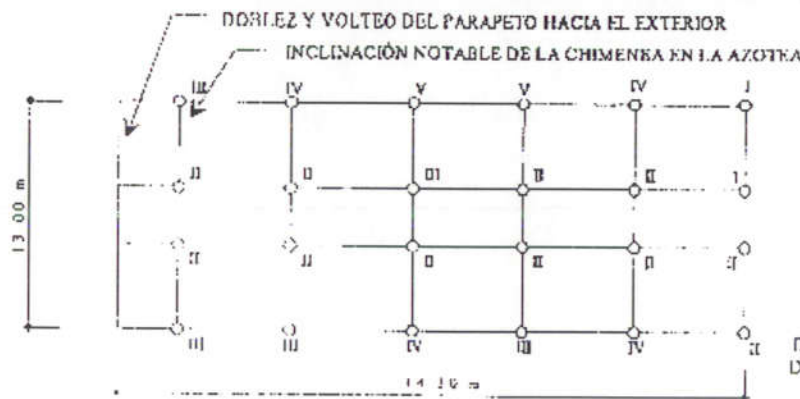 DOBLEZ Y VOLTEO DEL PARAPETO HACIA EL EXTERIOR
INCLINACIÓN NOTABLE DE LA CHIMENEA EN LA AZOTEA
III IV V V IV I
II II III II II
13.00 m
II II II II II II
III III IV III IV II